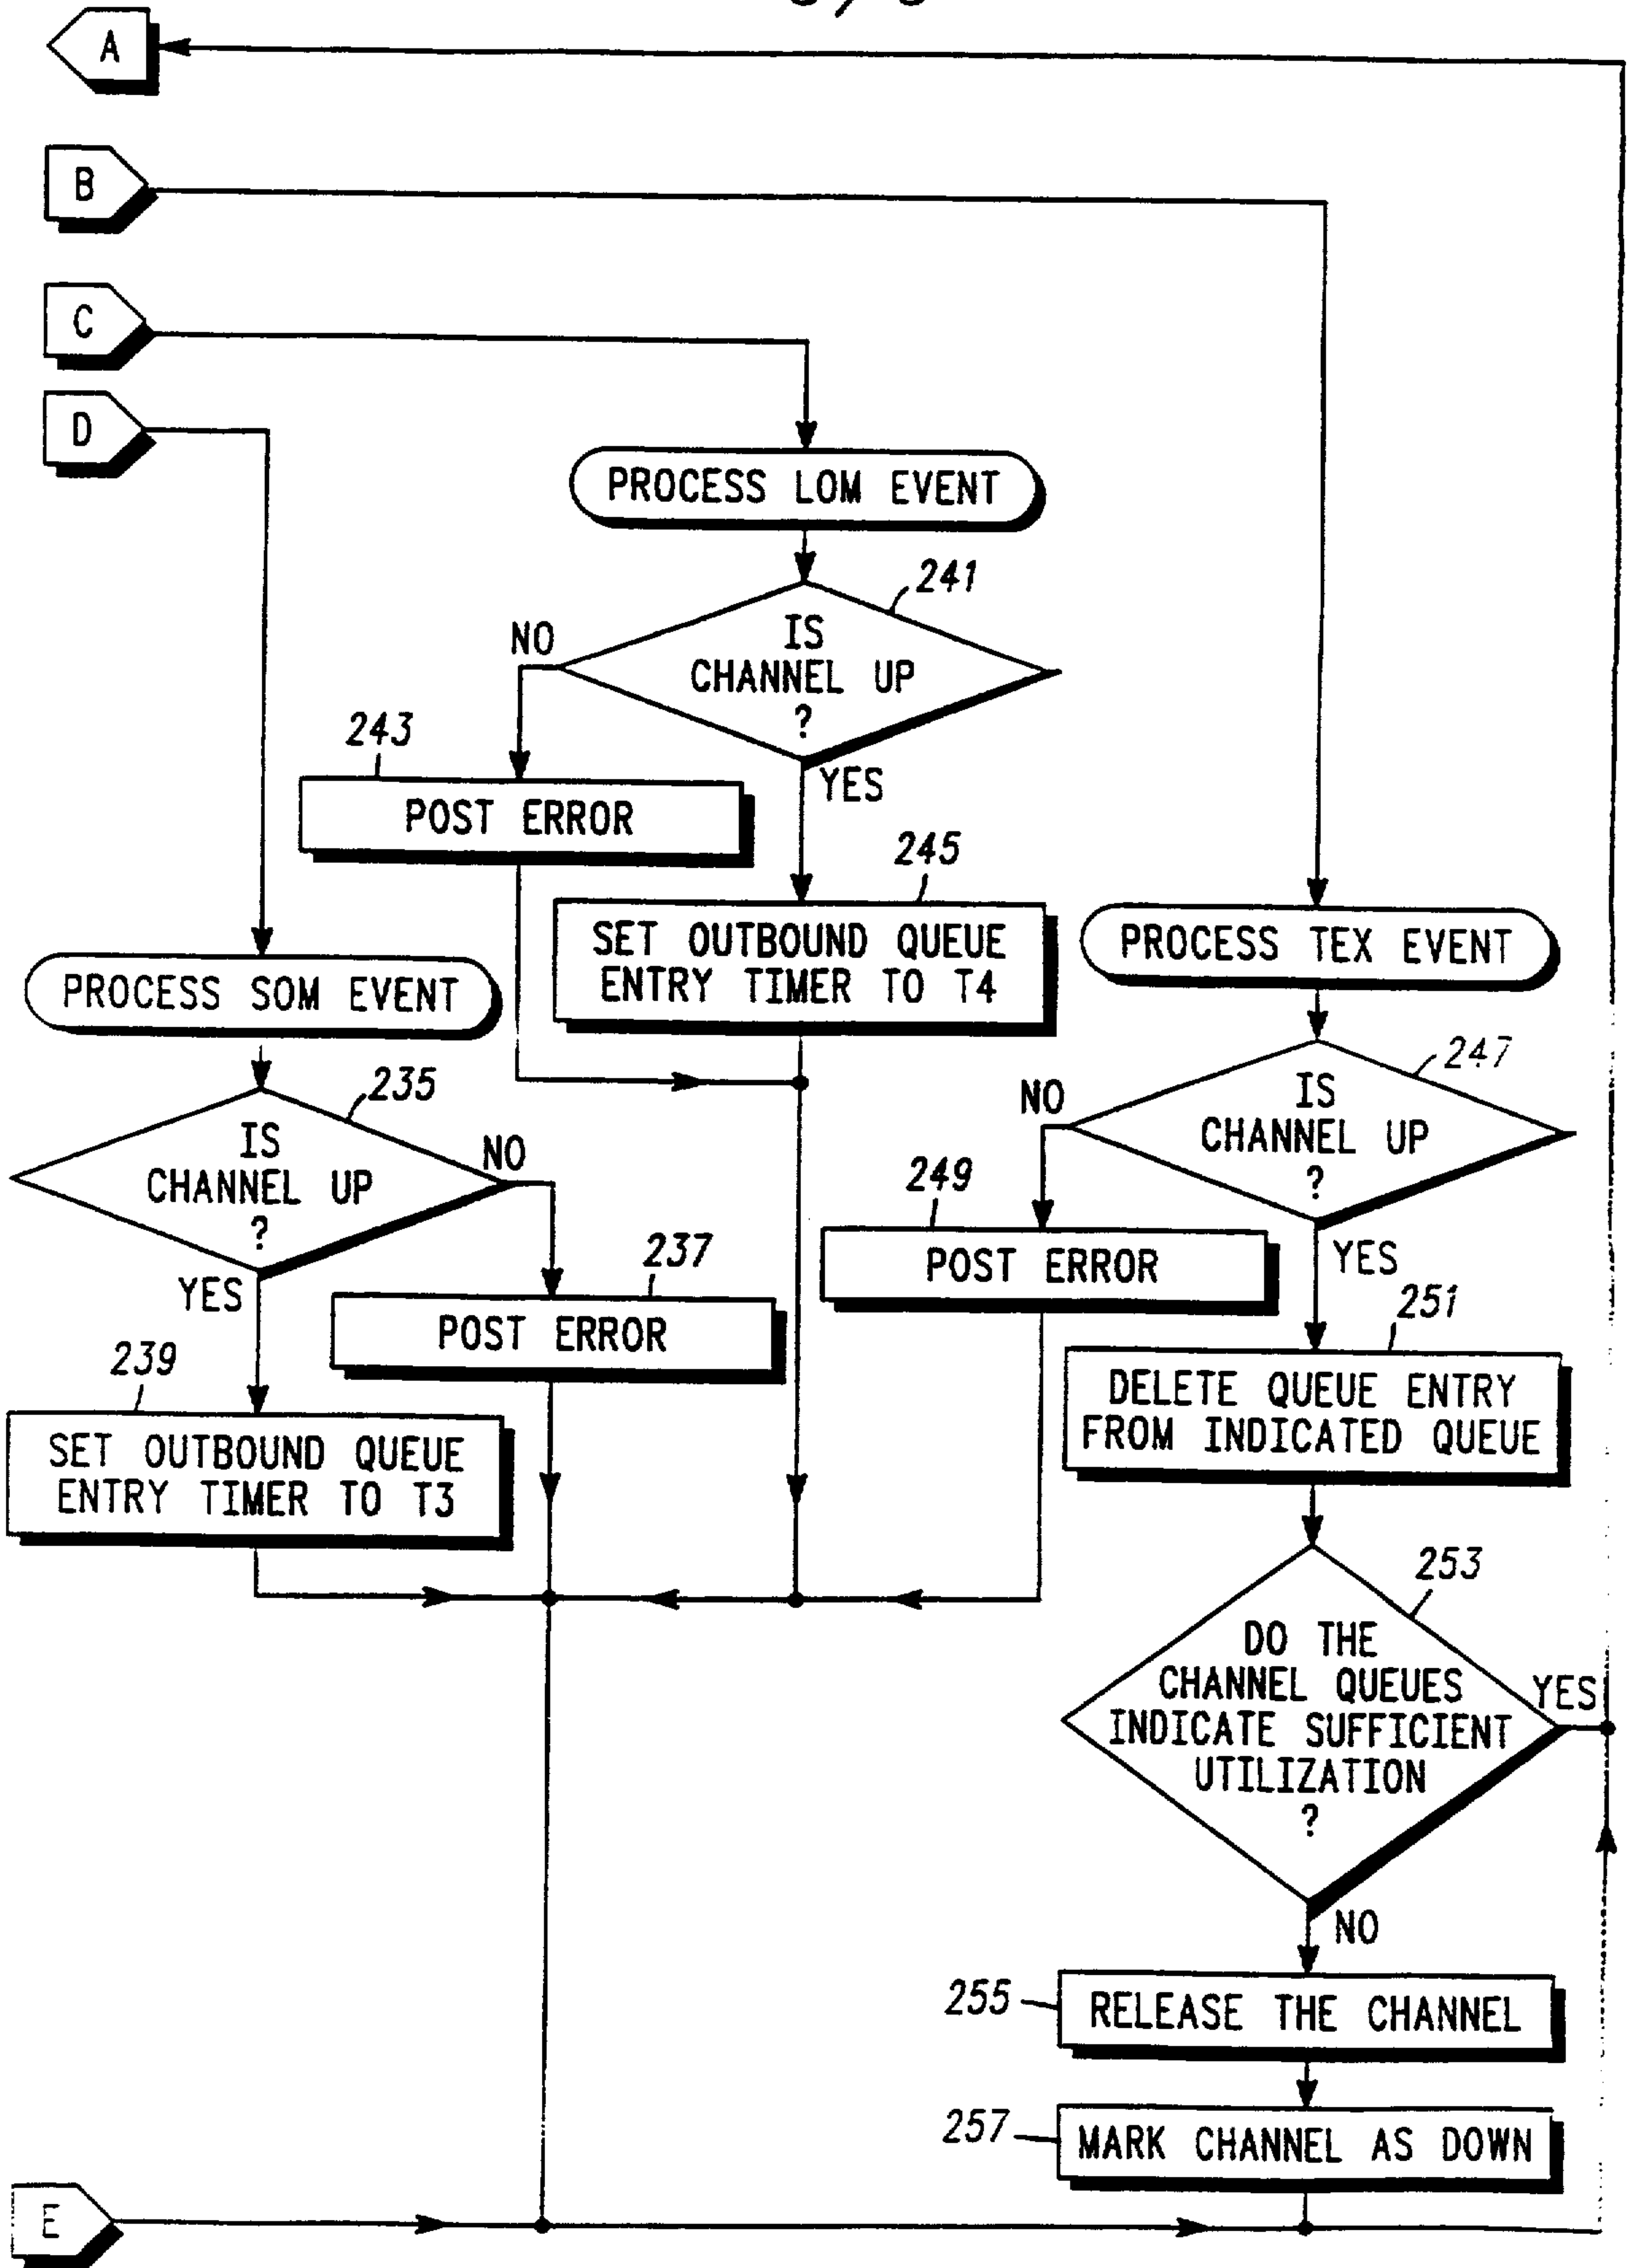 A
B
C
D
PROCESS LOM EVENT
241
IS
CHANNEL UP
?
NO
YES
243
POST ERROR
245
SET OUTBOUND QUEUE
ENTRY TIMER TO T4
PROCESS SOM EVENT
235
IS
CHANNEL UP
?
NO
YES
237
POST ERROR
239
SET OUTBOUND QUEUE
ENTRY TIMER TO T3
PROCESS TEX EVENT
247
IS
CHANNEL UP
?
NO
YES
249
POST ERROR
251
DELETE QUEUE ENTRY
FROM INDICATED QUEUE
253
DO THE
CHANNEL QUEUES
INDICATE SUFFICIENT
UTILIZATION
?
YES
NO
255
RELEASE THE CHANNEL
257
MARK CHANNEL AS DOWN
E